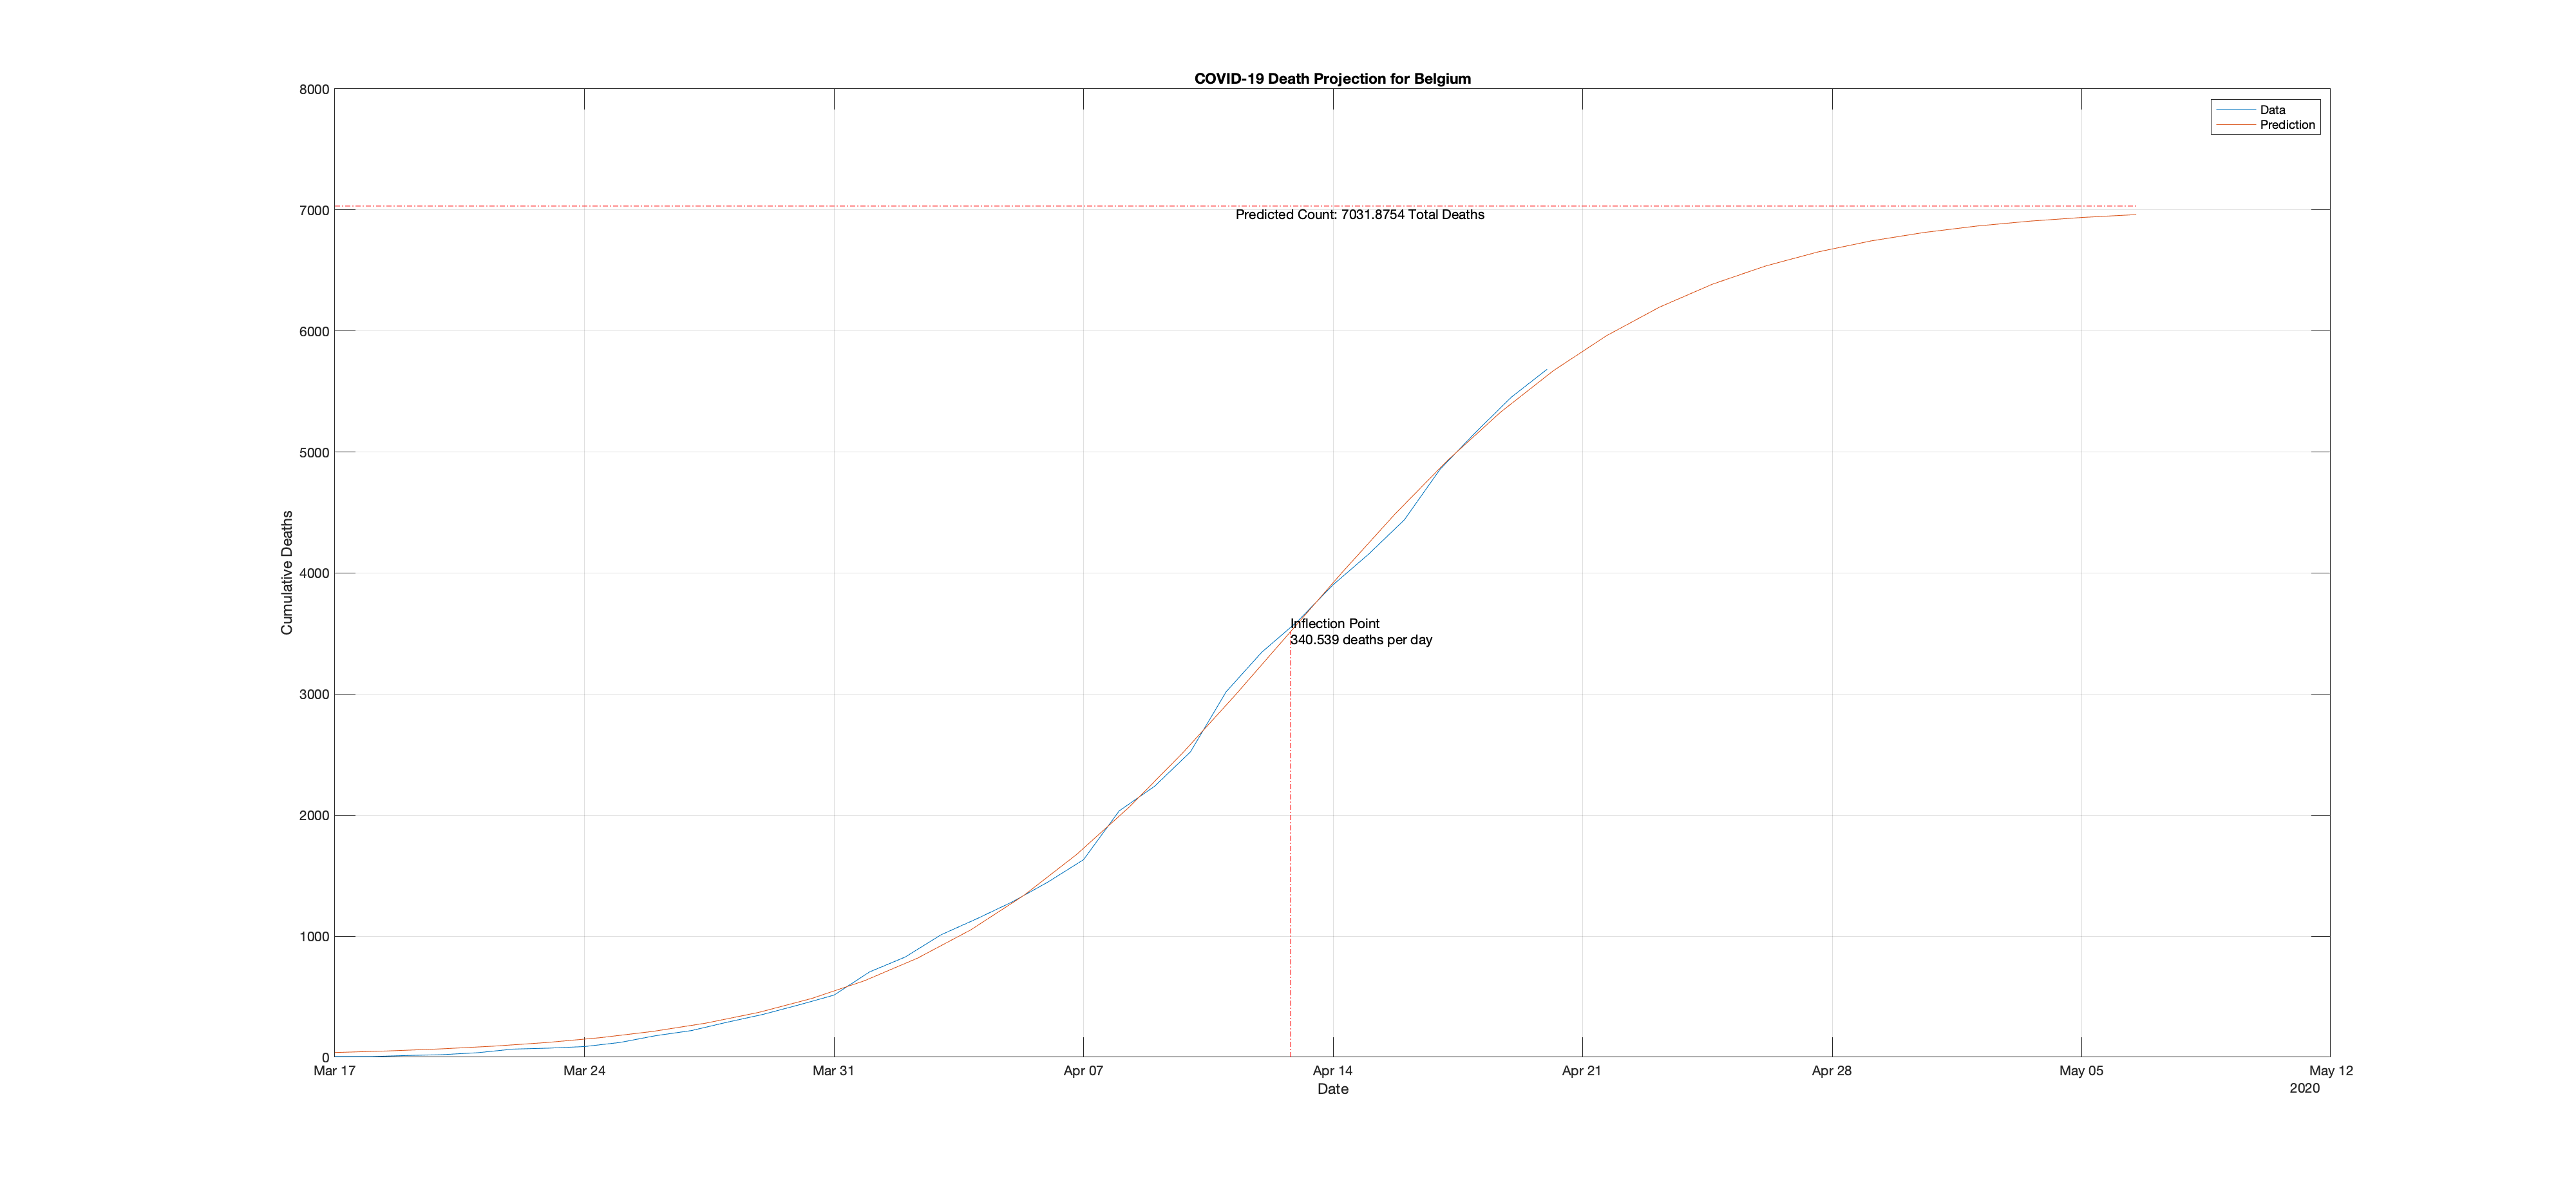 COVID-19 Death Projection for Belgium
8000
7000
6000
5000
4000
3000
2000
1000
0
Cumulative Deaths
Data
Prediction
Predicted Count: 7031.8754 Total Deaths
Inflection Point
340.539 deaths per day
Mar 17
Mar 24
Mar 31
Apr 07
Apr 14
Apr 21
Apr 28
May 05
May 12
Date
2020